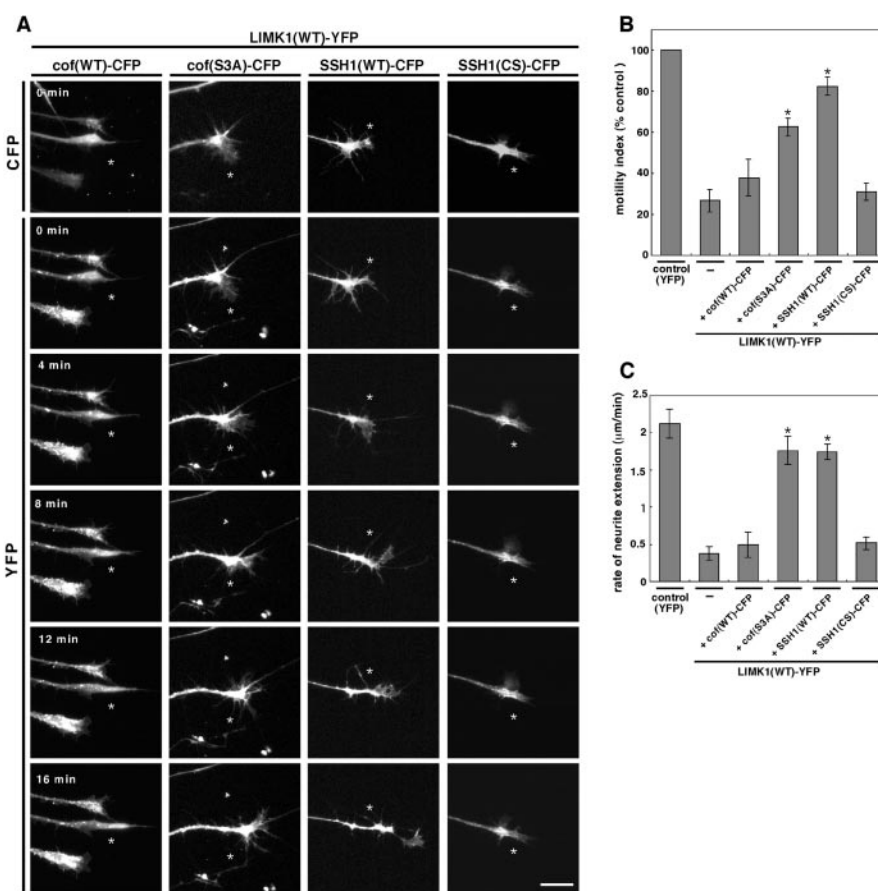 A
LIMK1(WT)-YFP
cof(WT)-CFP cof(S3A)-CFP SSH1(WT)-CFP SSH1(CS)-CFP
CFP
0 min
YFP
0 min
4 min
8 min
12 min
16 min
B
motility index (% control )
120
100
80
60
40
20
0
* *
control (YFP)
–
+ cof(WT)-CFP
+ cof(S3A)-CFP
+ SSH1(WT)-CFP
+ SSH1(CS)-CFP
LIMK1(WT)-YFP
C
rate of neurite extension (μm/min)
2.5
2
1.5
1
0.5
0
* *
control (YFP)
–
+ cof(WT)-CFP
+ cof(S3A)-CFP
+ SSH1(WT)-CFP
+ SSH1(CS)-CFP
LIMK1(WT)-YFP